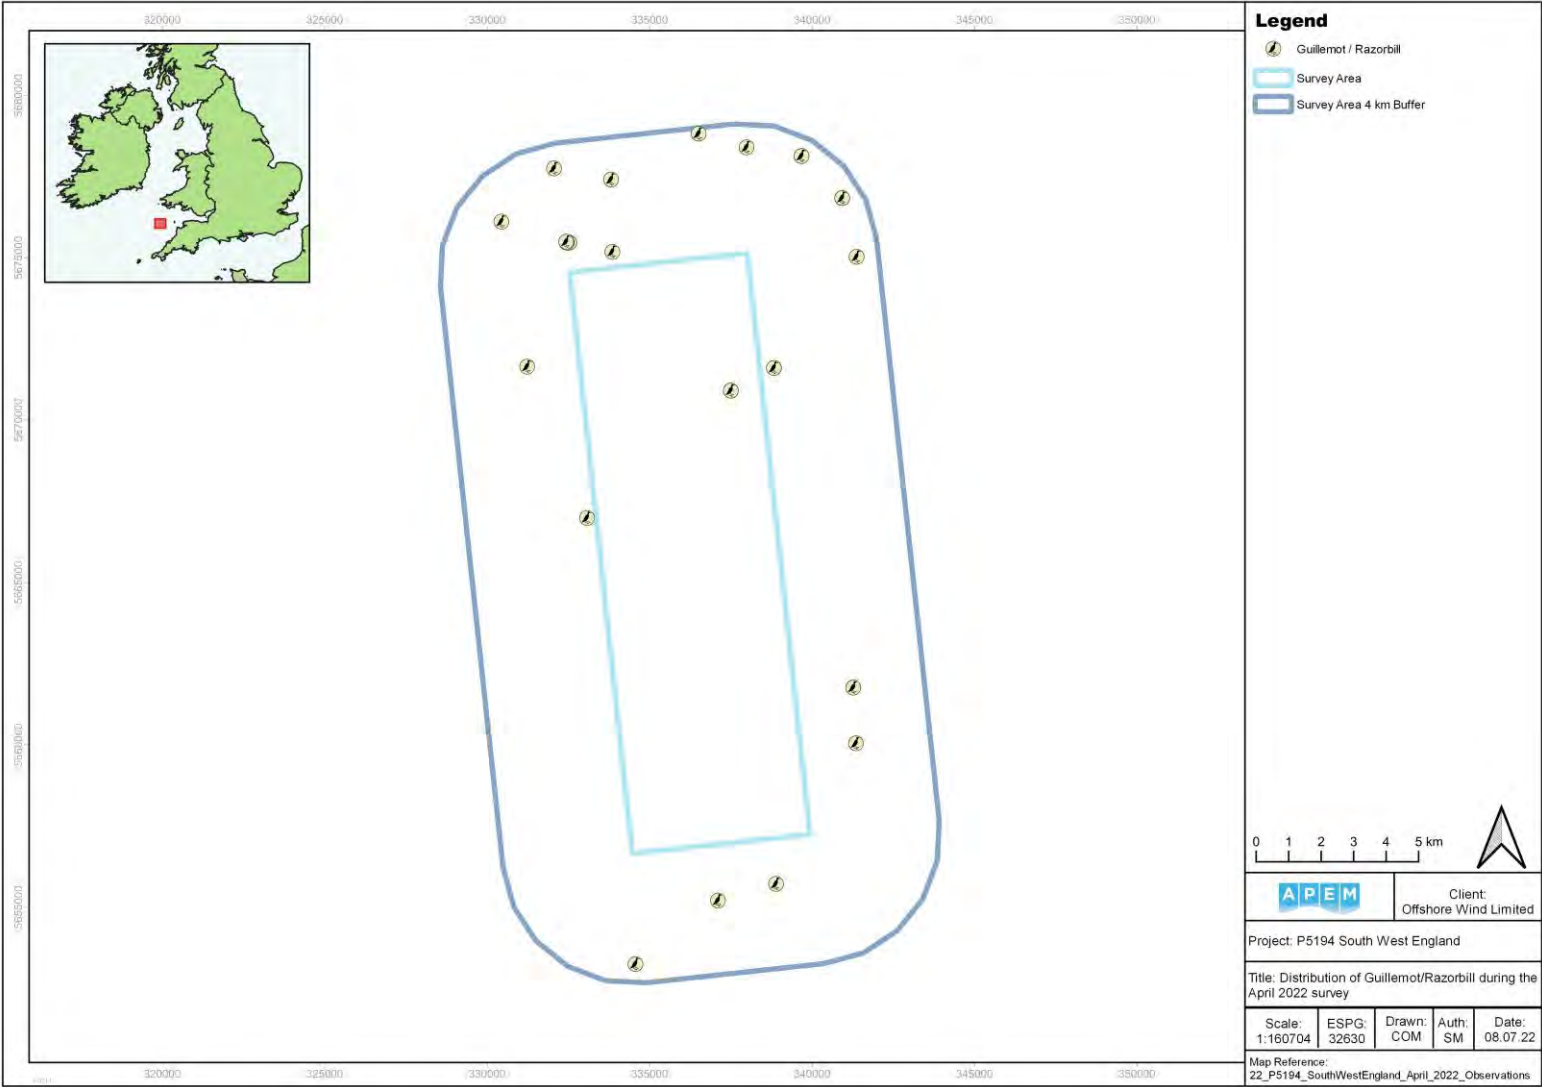 320000 325000 330000 335000 340000 345000 350000
5680000
5675000
5670000
5665000
5660000
5655000
320000 325000 330000 335000 340000 345000 350000
Legend
Guillemot / Razorbill
Survey Area
Survey Area 4 km Buffer
0 1 2 3 4 5 km
APEM
Client:
Offshore Wind Limited
Project: P5194 South West England
Title: Distribution of Guillemot/Razorbill during the
April 2022 survey
Scale:
1:160704
ESPG:
32630
Drawn:
COM
Auth:
SM
Date:
08.07.22
Map Reference:
22_P5194_SouthWestEngland_April_2022_Observations